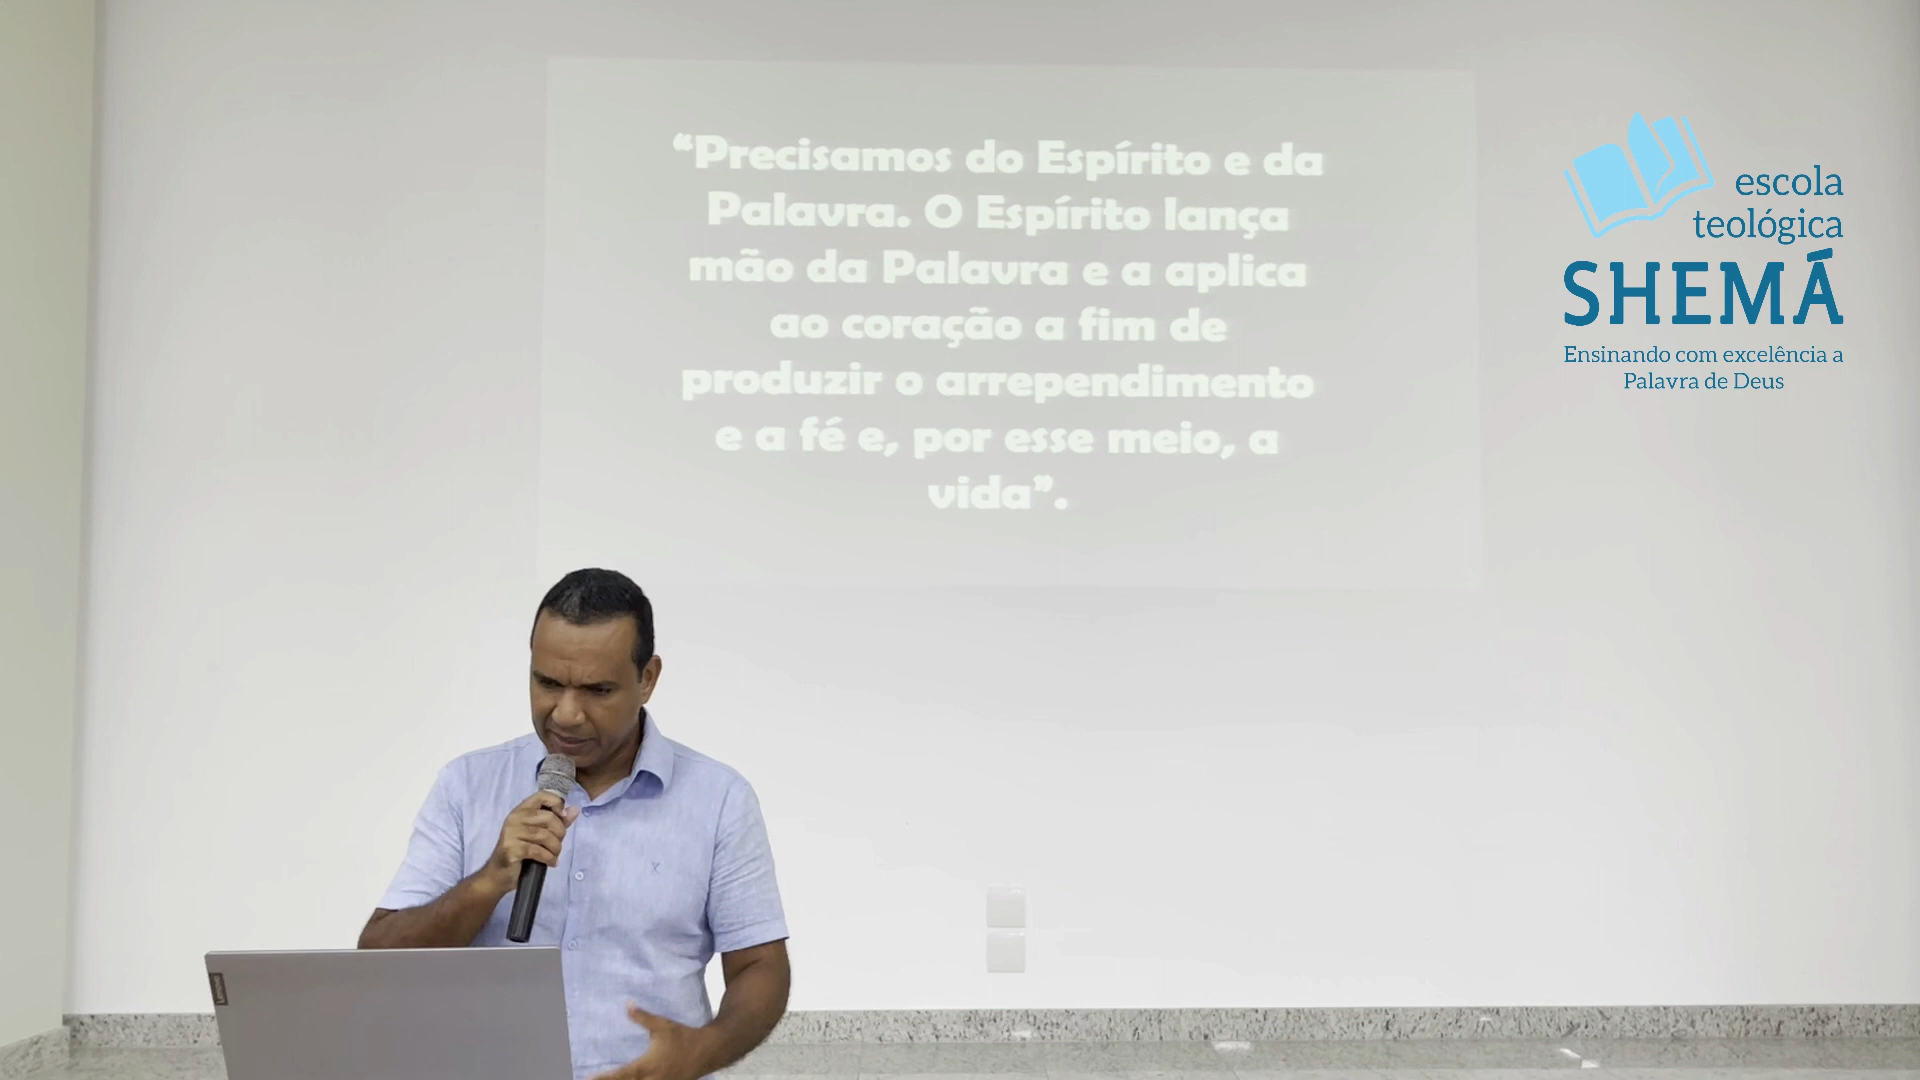 “Precisamos do Espírito e da
Palavra. O Espírito lança
mão da Palavra e a aplica
ao coração a fim de
produzir o arrependimento
e a fé e, por esse meio, a
vida”.
escola
teológica
SHEMÁ
Ensinando com excelência a
Palavra de Deus
Lenovo